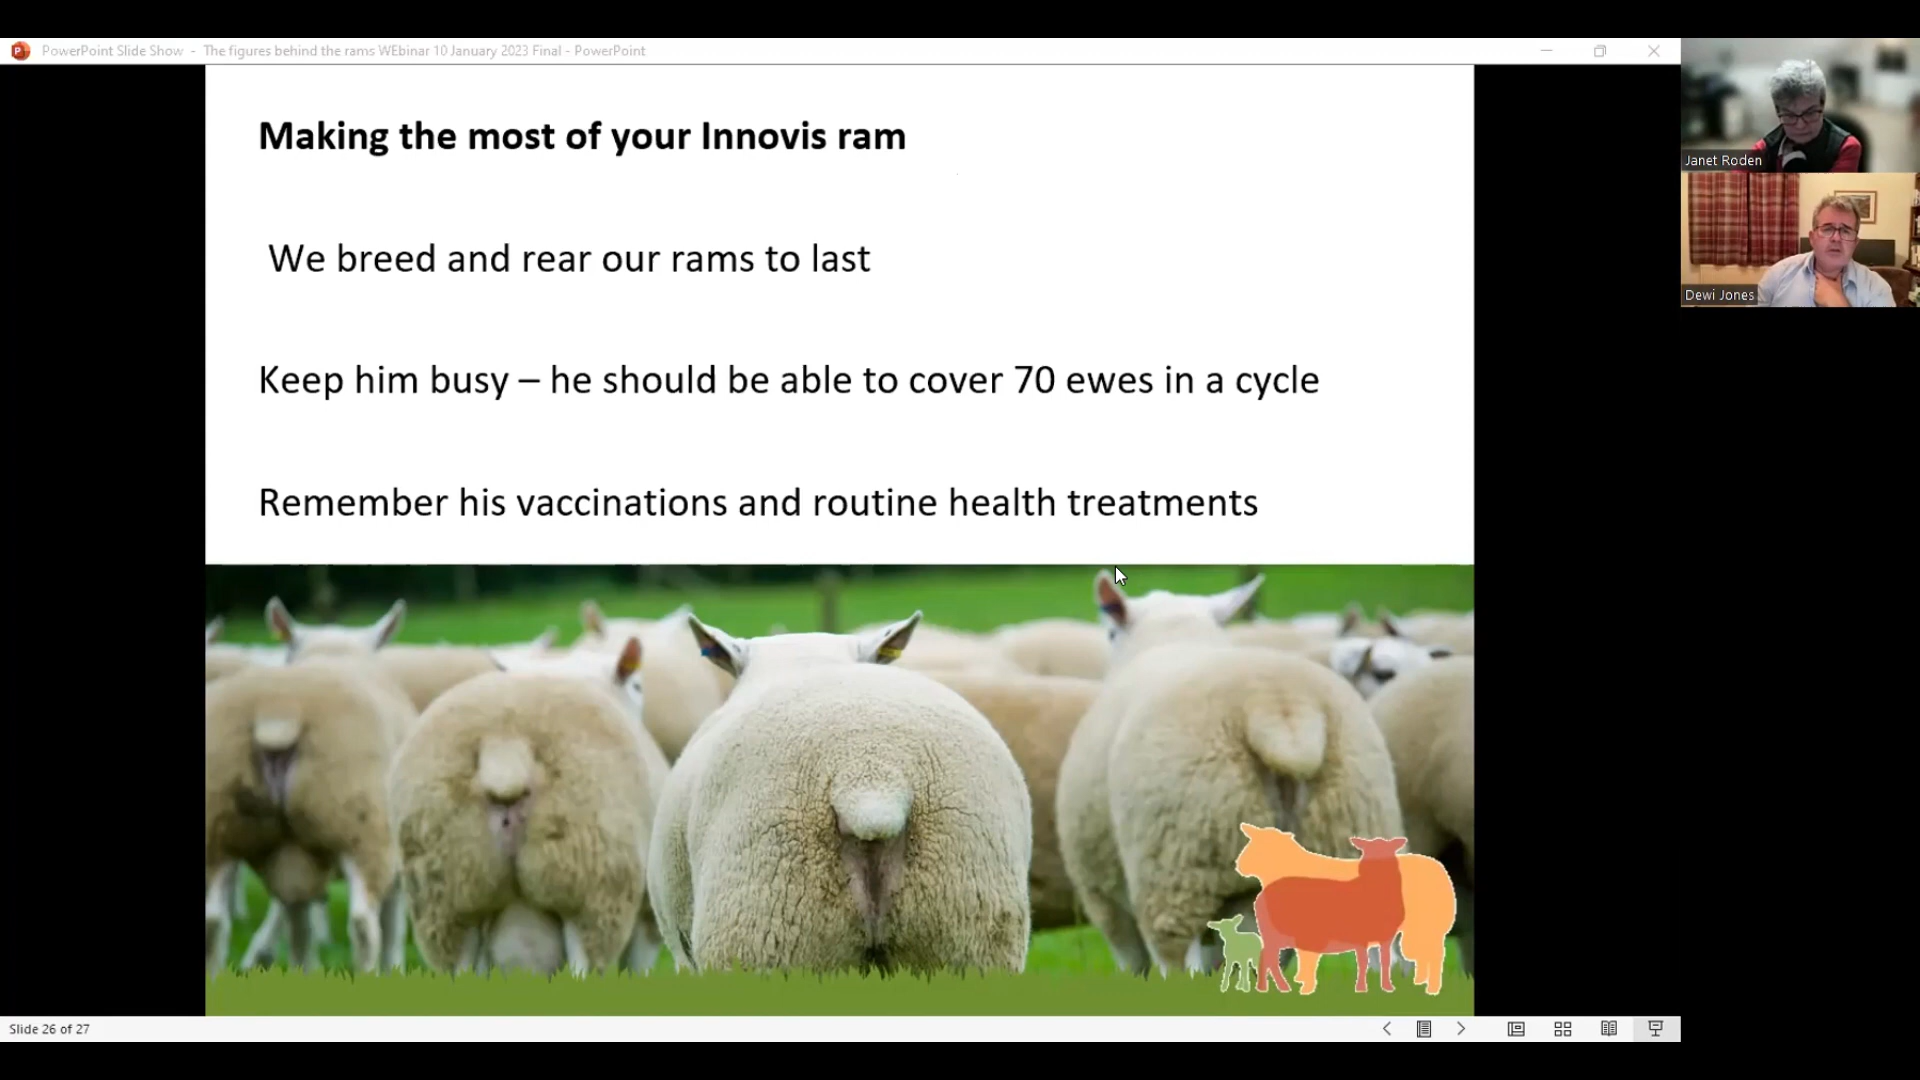 PowerPoint Slide Show - The figures behind the rams WEbinar 10 January 2023 Final - PowerPoint
Making the most of your Innovis ram
We breed and rear our rams to last
Keep him busy – he should be able to cover 70 ewes in a cycle
Remember his vaccinations and routine health treatments
Janet Roden
Dewi Jones
Slide 26 of 27